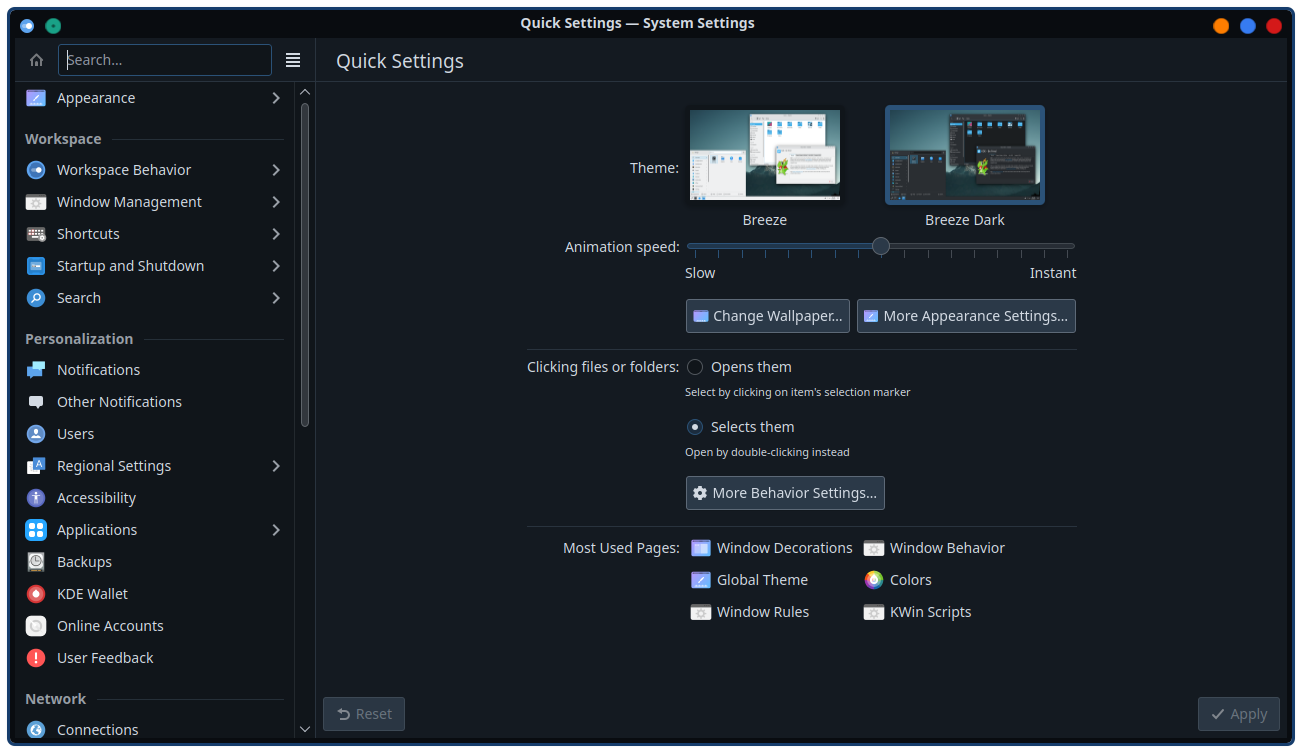 Quick Settings — System Settings
Search...
Quick Settings
Appearance
Workspace
Workspace Behavior
Window Management
Shortcuts
Startup and Shutdown
Search
Personalization
Notifications
Other Notifications
Users
Regional Settings
Accessibility
Applications
Backups
KDE Wallet
Online Accounts
User Feedback
Network
Connections
Theme:
Breeze
Breeze Dark
Animation speed:
Slow
Instant
Change Wallpaper...
More Appearance Settings...
Clicking files or folders:
Opens them
Select by clicking on item's selection marker
Selects them
Open by double-clicking instead
More Behavior Settings...
Most Used Pages:
Window Decorations
Window Behavior
Global Theme
Colors
Window Rules
KWin Scripts
Reset
Apply